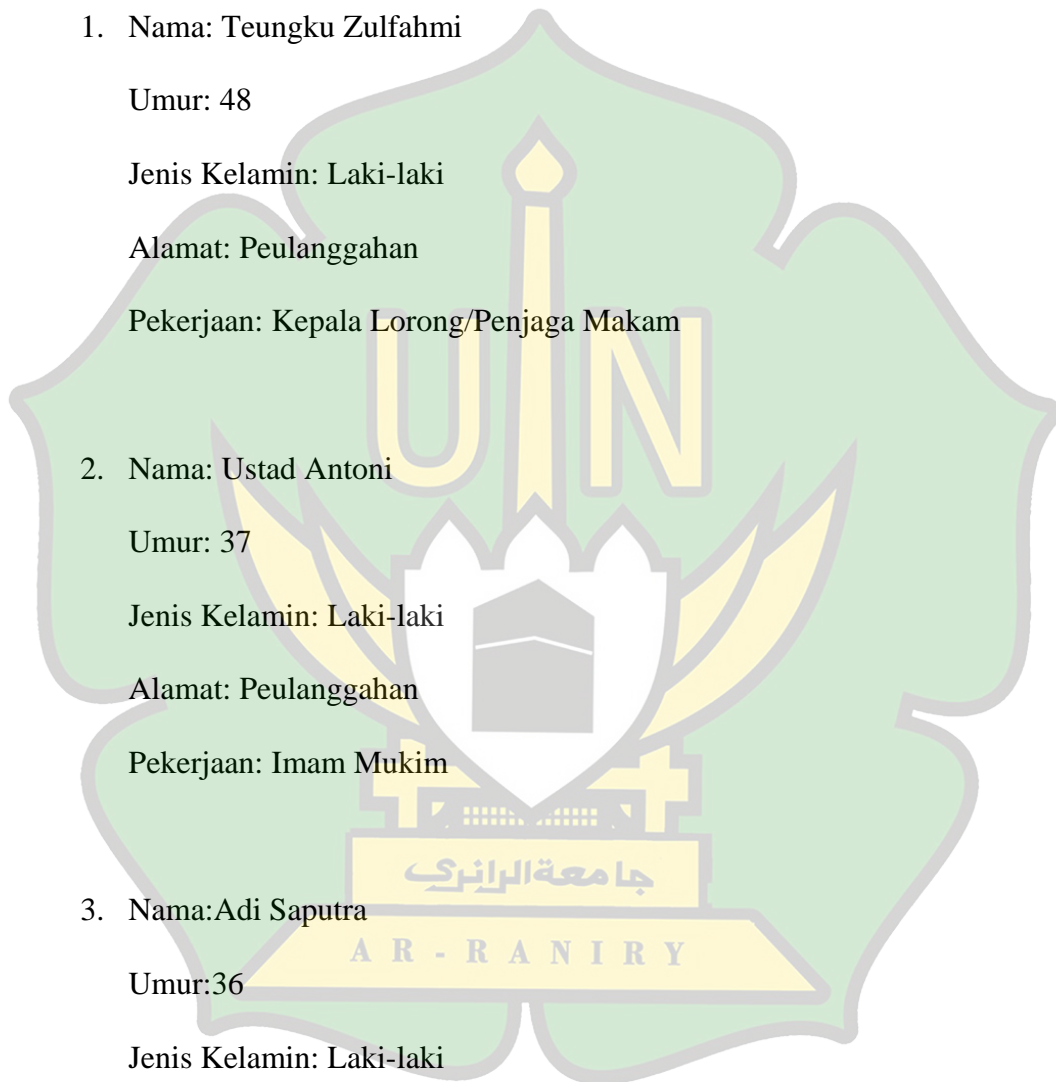 1. Nama: Teungku Zulfahmi
Umur: 48
Jenis Kelamin: Laki-laki
Alamat: Peulanggahan
Pekerjaan: Kepala Lorong/Penjaga Makam
2. Nama: Ustad Antoni
Umur: 37
Jenis Kelamin: Laki-laki
Alamat: Peulanggahan
Pekerjaan: Imam Mukim
3. Nama:Adi Saputra
Umur:36
Jenis Kelamin: Laki-laki
UIN
جامعةالرانري
AR-RANIRY